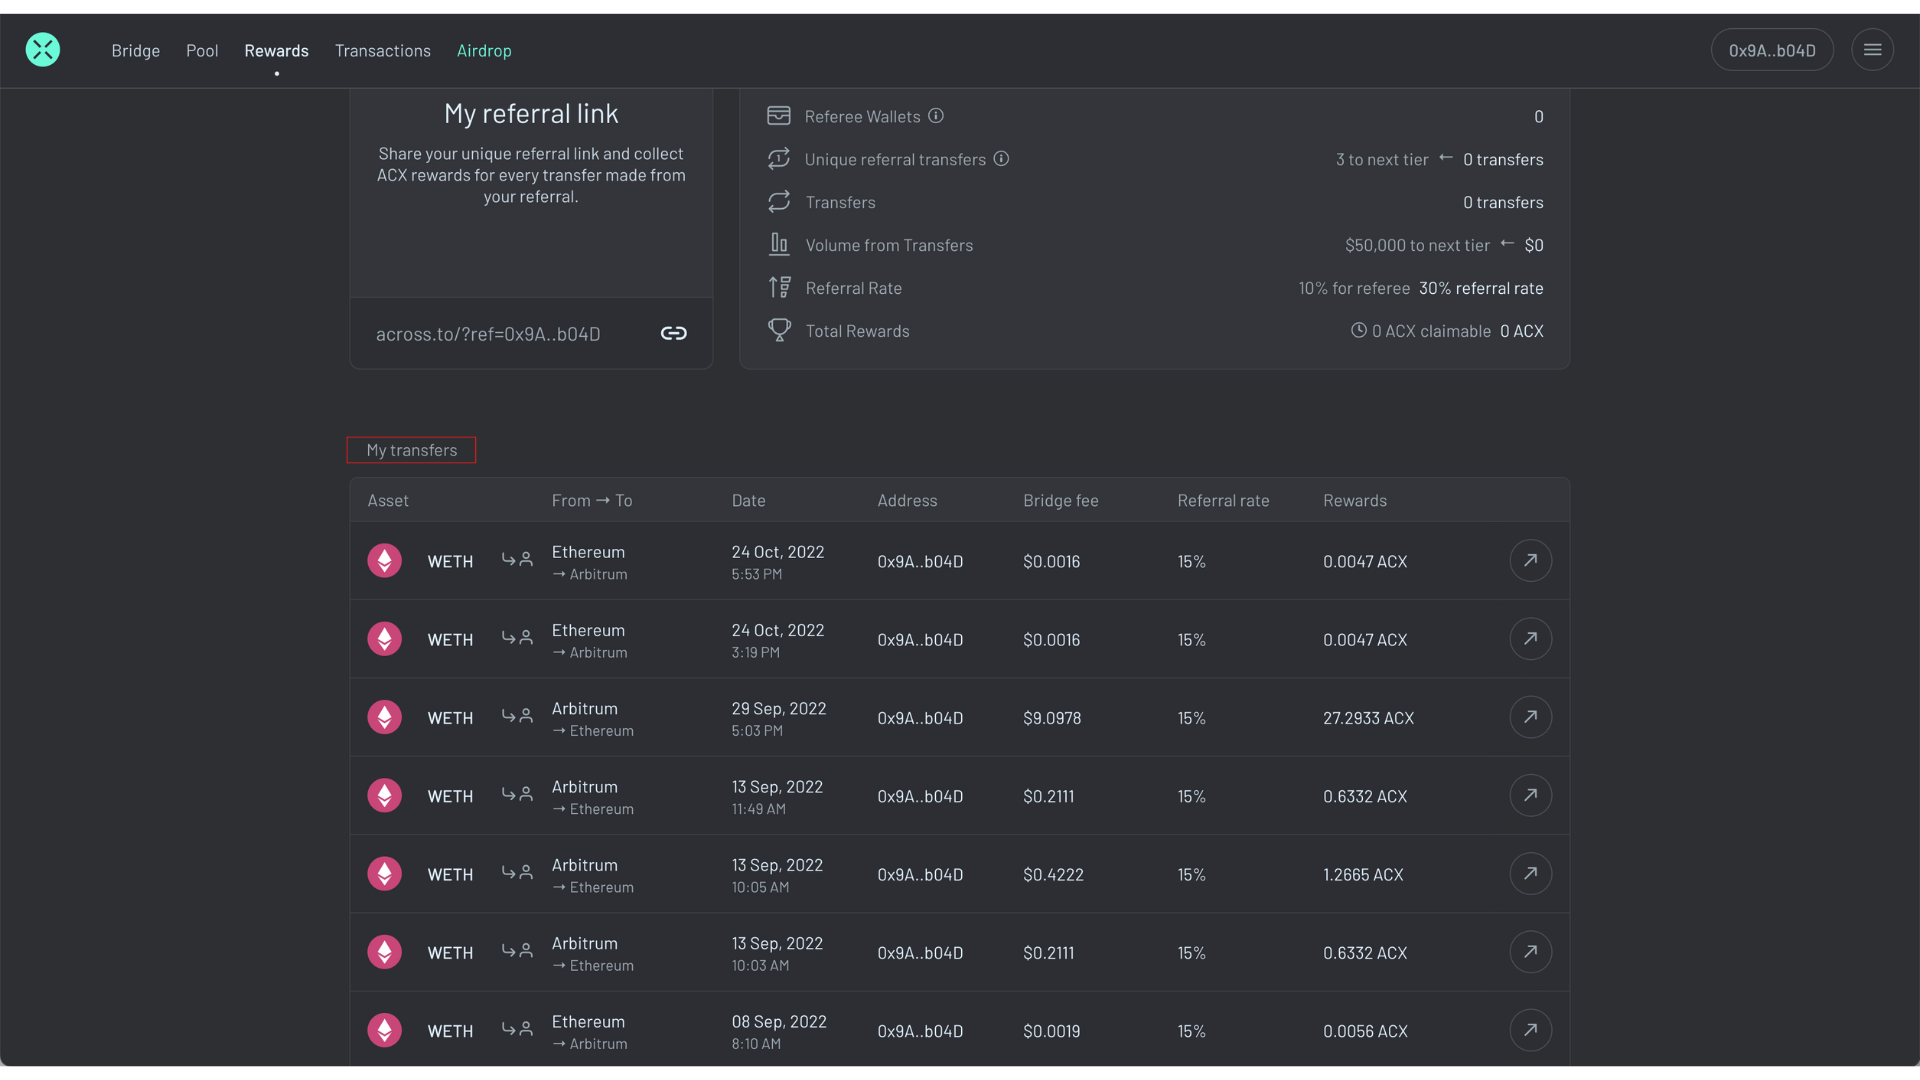 Bridge Pool Rewards Transactions Airdrop 0x9A..b04D
My referral link
Share your unique referral link and collect
ACX rewards for every transfer made from
your referral.
across.to/?ref=0x9A..b04D
Referee Wallets 0
Unique referral transfers 3 to next tier ← 0 transfers
Transfers 0 transfers
Volume from Transfers $50,000 to next tier ← $0
Referral Rate 10% for referee 30% referral rate
Total Rewards 0 ACX claimable 0 ACX
My transfers
Asset From → To Date Address Bridge fee Referral rate Rewards
WETH Ethereum 24 Oct, 2022 0x9A..b04D $0.0016 15% 0.0047 ACX
→ Arbitrum 5:53 PM
WETH Ethereum 24 Oct, 2022 0x9A..b04D $0.0016 15% 0.0047 ACX
→ Arbitrum 3:19 PM
WETH Arbitrum 29 Sep, 2022 0x9A..b04D $9.0978 15% 27.2933 ACX
→ Ethereum 5:03 PM
WETH Arbitrum 13 Sep, 2022 0x9A..b04D $0.2111 15% 0.6332 ACX
→ Ethereum 11:49 AM
WETH Arbitrum 13 Sep, 2022 0x9A..b04D $0.4222 15% 1.2665 ACX
→ Ethereum 10:05 AM
WETH Arbitrum 13 Sep, 2022 0x9A..b04D $0.2111 15% 0.6332 ACX
→ Ethereum 10:03 AM
WETH Ethereum 08 Sep, 2022 0x9A..b04D $0.0019 15% 0.0056 ACX
→ Arbitrum 8:10 AM